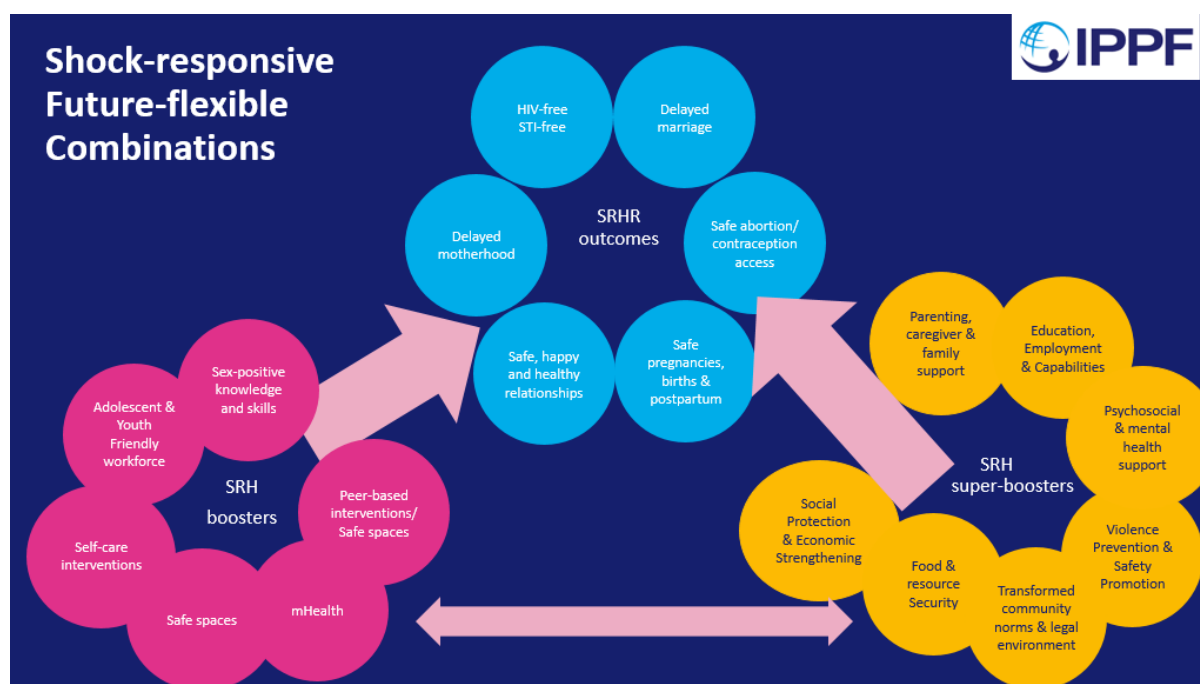 Shock-responsive
Future-flexible
Combinations
IPPF
HIV-free
STI-free
Delayed
marriage
Delayed
motherhood
SRHR
outcomes
Safe abortion/
contraception
access
Safe, happy
and healthy
relationships
Safe
pregnancies,
births &
postpartum
Sex-positive
knowledge
and skills
Adolescent &
Youth
Friendly
workforce
SRH
boosters
Peer-based
interventions/
Safe spaces
Self-care
interventions
Safe spaces
mHealth
Parenting,
caregiver &
family
support
Education,
Employment
& Capabilities
Psychosocial
& mental
health
support
SRH
super-boosters
Social
Protection
& Economic
Strengthening
Food &
resource
Security
Transformed
community
norms & legal
environment
Violence
Prevention &
Safety
Promotion